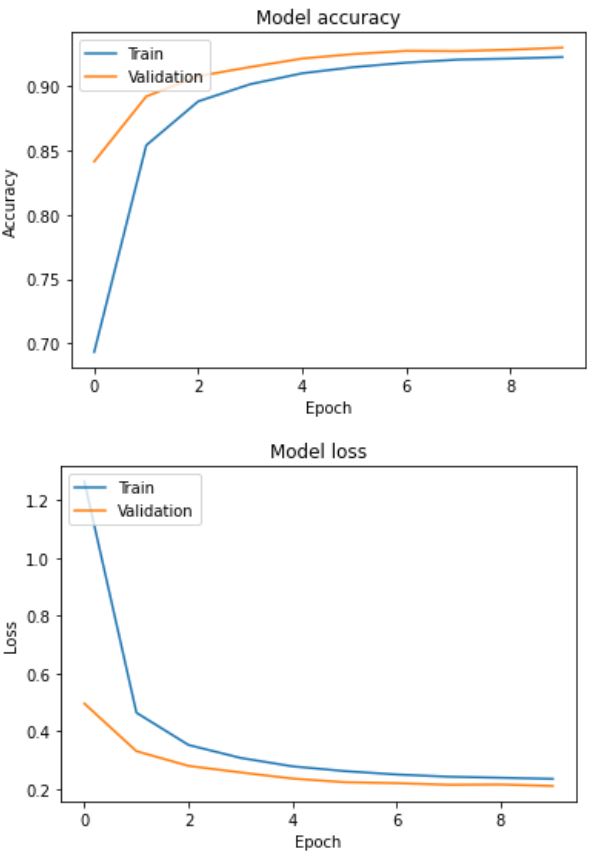 Model accuracy
Train
Validation
0.90
0.85
0.80
0.75
0.70
Accuracy
0 2 4 6 8
Epoch
Model loss
Train
Validation
1.2
1.0
0.8
0.6
0.4
0.2
Loss
0 2 4 6 8
Epoch